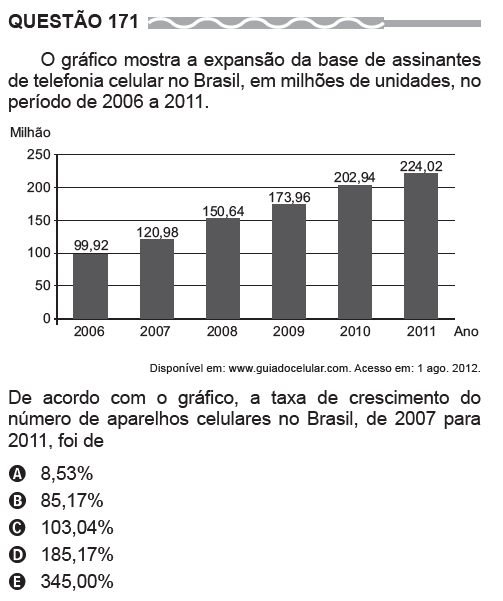 QUESTÃO 171
O gráfico mostra a expansão da base de assinantes
de telefonia celular no Brasil, em milhões de unidades, no
período de 2006 a 2011.
Milhão
250
200
150
100
50
0
99,92
120,98
150,64
173,96
202,94
224,02
2006 2007 2008 2009 2010 2011 Ano
Disponível em: www.guiadocelular.com. Acesso em: 1 ago. 2012.
De acordo com o gráfico, a taxa de crescimento do
número de aparelhos celulares no Brasil, de 2007 para
2011, foi de
A 8,53%
B 85,17%
C 103,04%
D 185,17%
E 345,00%